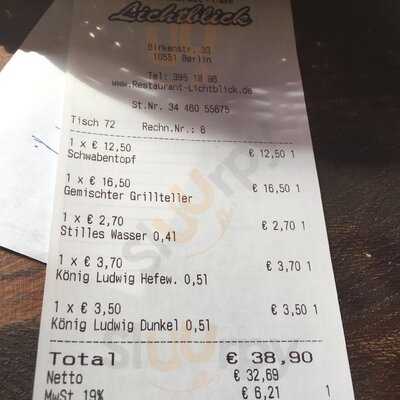 Lichtblick
Birkenstr. 33
10551 Berlin
Tel: 395 18 86
www.Restaurant-Lichtblick.de
St.Nr. 34 460 55675
Tisch 72 Rechn.Nr.: 6
1 x € 12,50 € 12,50 1
Schwabentopf
1 x € 16,50 € 16,50 1
Gemischter Grillteller
1 x € 2,70 € 2,70 1
Stilles Wasser 0,4l
1 x € 3,70 € 3,70 1
König Ludwig Hefew. 0,5l
1 x € 3,50 € 3,50 1
König Ludwig Dunkel 0,5l
Total € 38,90
Netto € 32,69
MwSt 19% € 6,21 1